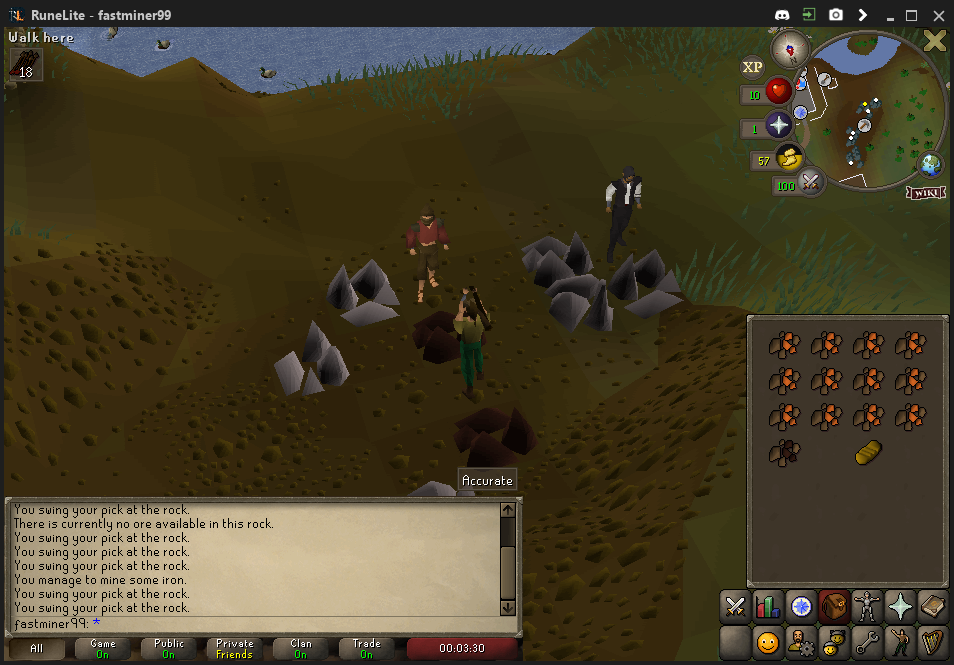 RuneLite - fastminer99
Walk here
18
XP
10
1
57
100
N
WIKI
Accurate
You swing your pick at the rock.
There is currently no ore available in this rock.
You swing your pick at the rock.
You swing your pick at the rock.
You swing your pick at the rock.
You manage to mine some iron.
You swing your pick at the rock.
You swing your pick at the rock.
fastminer99: *
All
Game
On
Public
On
Private
Friends
Clan
On
Trade
On
00:03:30